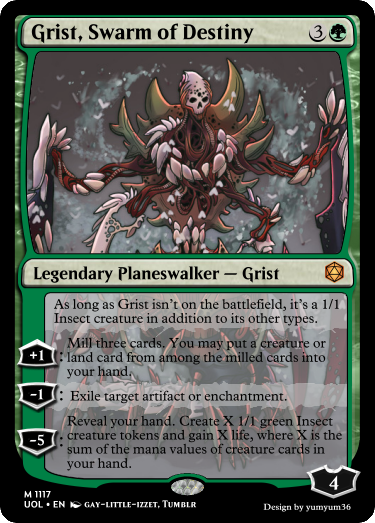 Grist, Swarm of Destiny 3
Legendary Planeswalker — Grist
As long as Grist isn't on the battlefield, it's a 1/1
Insect creature in addition to its other types.
+1: Mill three cards. You may put a creature or
land card from among the milled cards into
your hand.
-1: Exile target artifact or enchantment.
Reveal your hand. Create X 1/1 green Insect
-5: creature tokens and gain X life, where X is the
sum of the mana values of creature cards in
your hand.
4
M 1117
UOL • EN GAY-LITTLE-IZZET, TUMBLR
Design by yumyum36